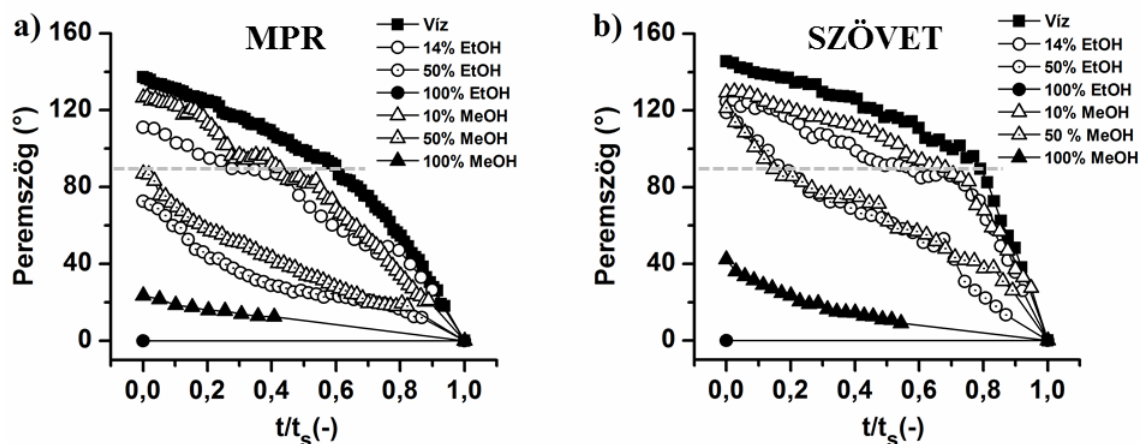 a)
MPR
160
120
80
40
0
Peremszög (°)
0,0 0,2 0,4 0,6 0,8 1,0
t/ts(-)
Víz
14% EtOH
50% EtOH
100% EtOH
10% MeOH
50% MeOH
100% MeOH
b)
SZÖVET
160
120
80
40
0
Peremszög (°)
0,0 0,2 0,4 0,6 0,8 1,0
t/ts(-)
Víz
14% EtOH
50% EtOH
100% EtOH
10% MeOH
50 % MeOH
100% MeOH